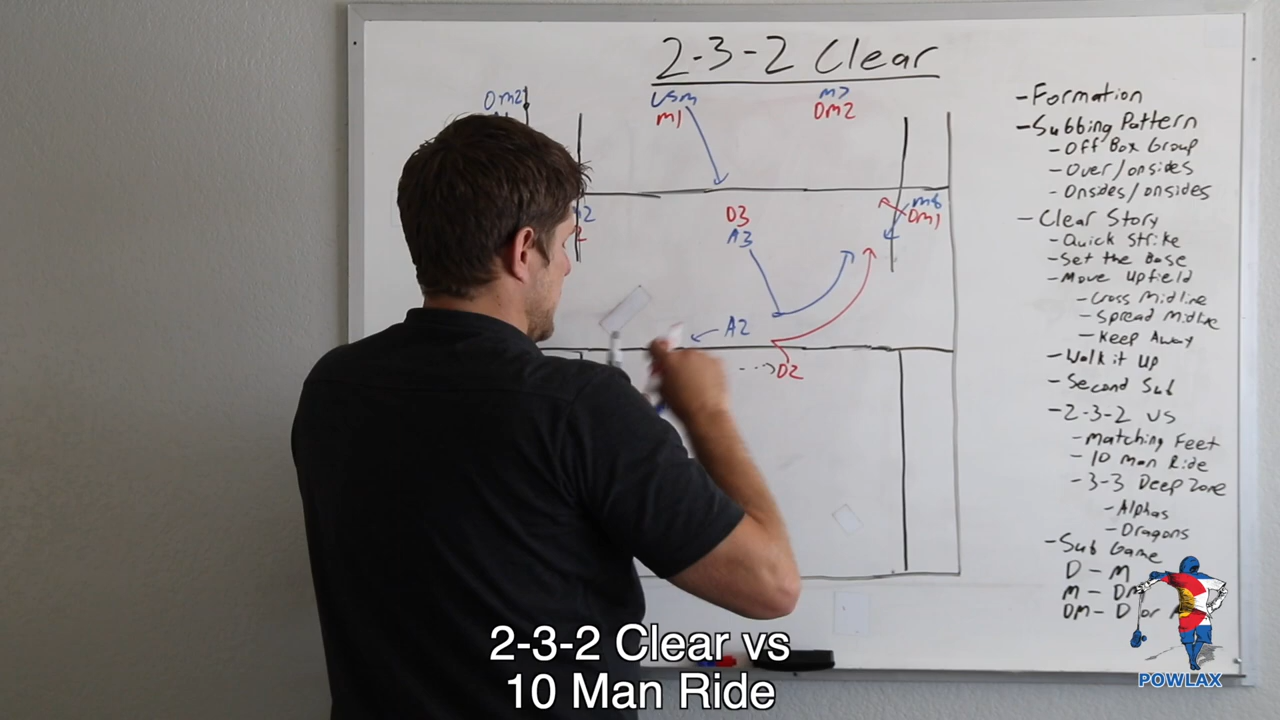 2-3-2 Clear
Dm2
M1
M7
DM2
D3
A3
M6
DM1
A2
D2
-Formation
-Subbing Pattern
-Off Box Group
-Over/onsides
-Onsides/onsides
-Clear Story
-Quick Strike
-Set the Base
-Move Upfield
-Cross Midline
-Spread Midline
-Keep Away
-Walk it Up
-Second Sub
-2-3-2 VS
-Matching Feet
-10 Man Ride
-3-3 Deep Zone
-Alphas
-Dragons
-Sub Game
D-M
M-DM
DM-D or
POWLAX
2-3-2 Clear vs
10 Man Ride